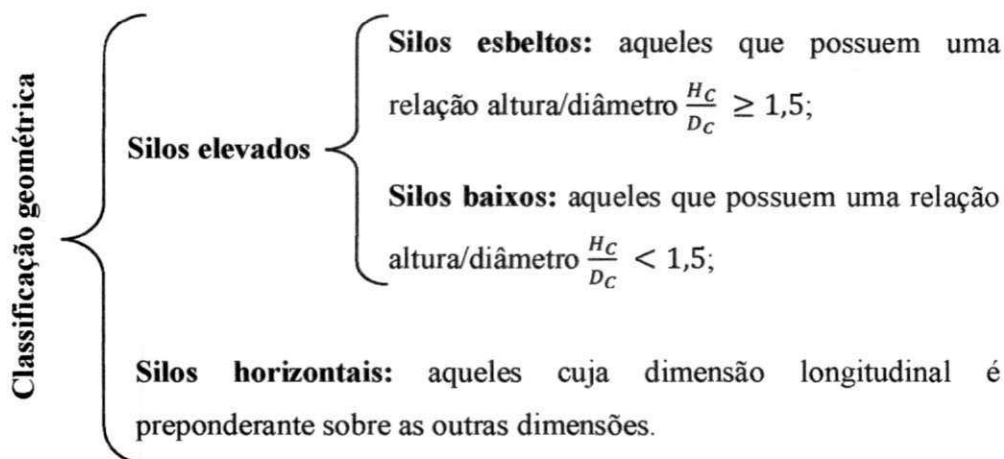 Classificação geométrica
Silos elevados
Silos esbeltos: aqueles que possuem uma
relação altura/diâmetro H_C/D_C ≥ 1,5;
Silos baixos: aqueles que possuem uma relação
altura/diâmetro H_C/D_C < 1,5;
Silos horizontais: aqueles cuja dimensão longitudinal é
preponderante sobre as outras dimensões.